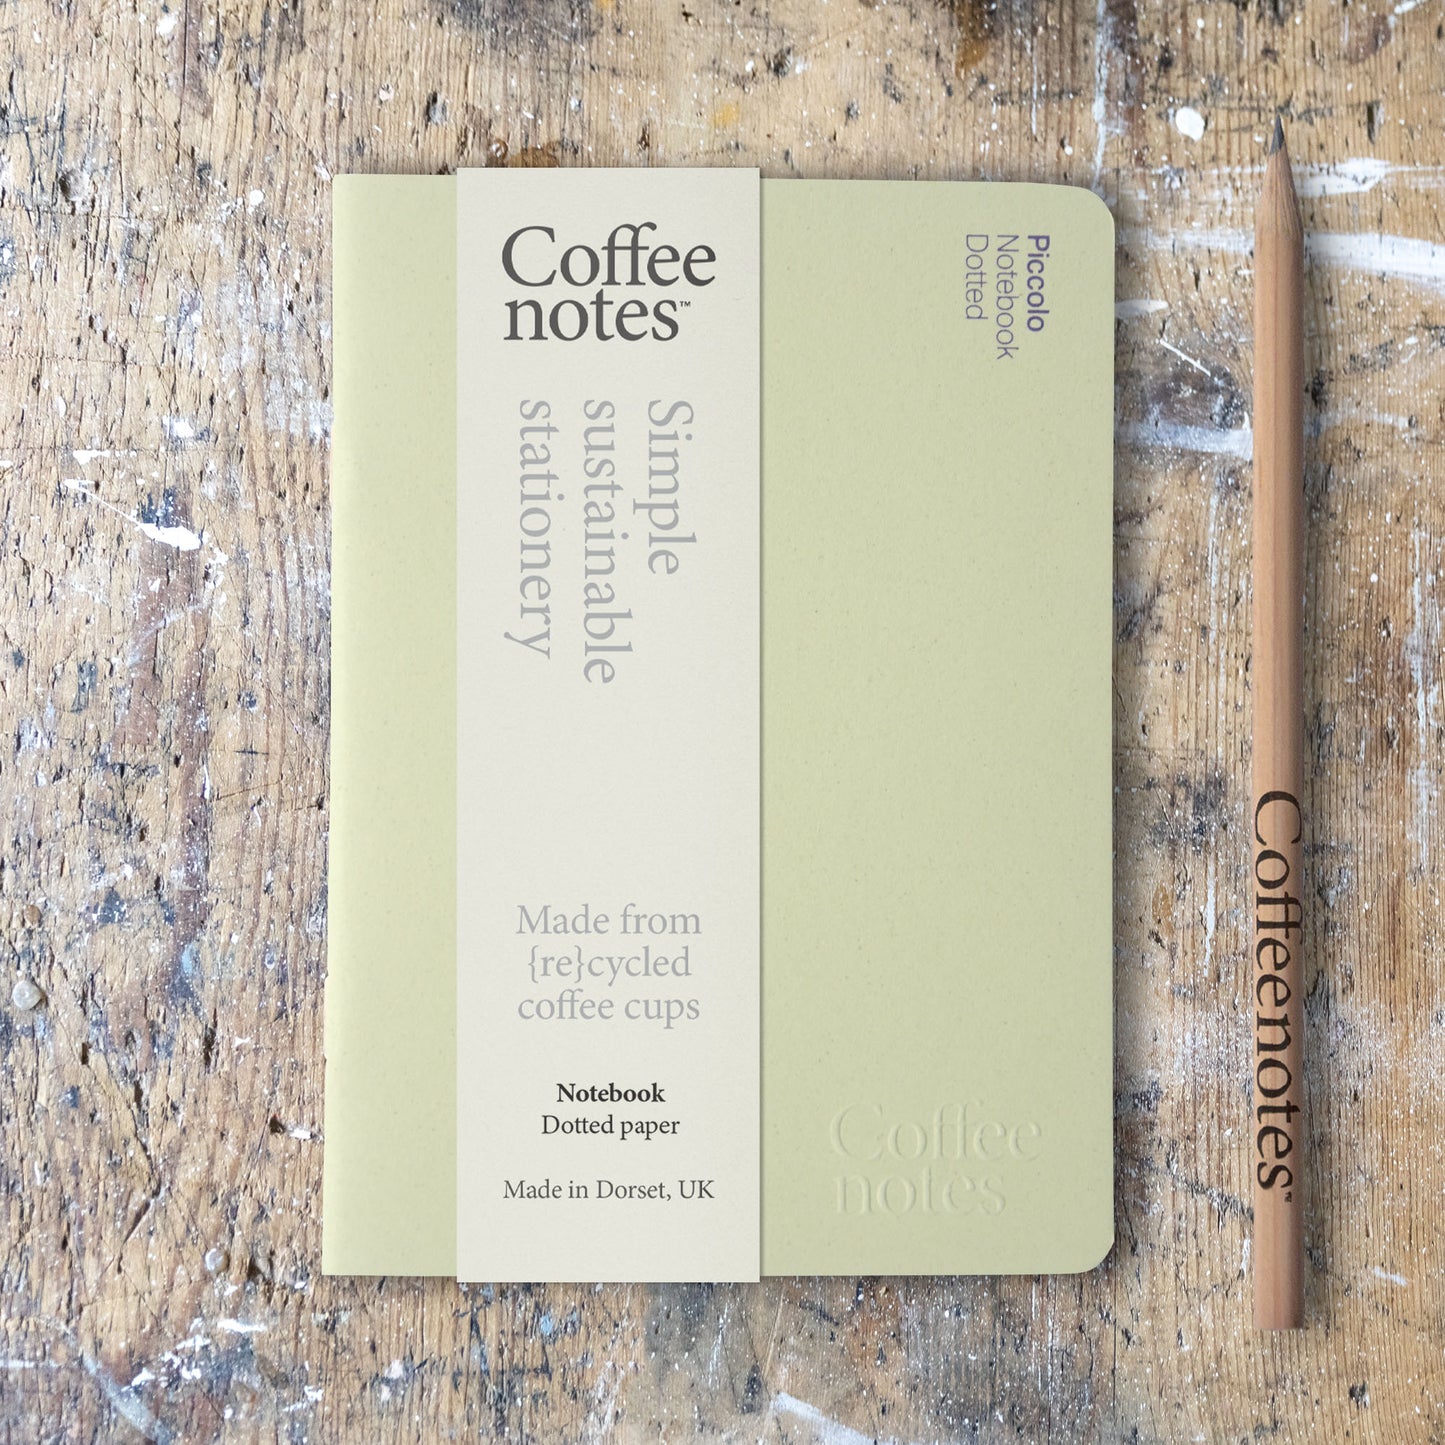 Coffee
notes™
Simple
sustainable
stationery
Made from
{re}cycled
coffee cups
Notebook
Dotted paper
Made in Dorset, UK
Piccolo
Notebook
Dotted
Coffee
notes
Coffeenotes™